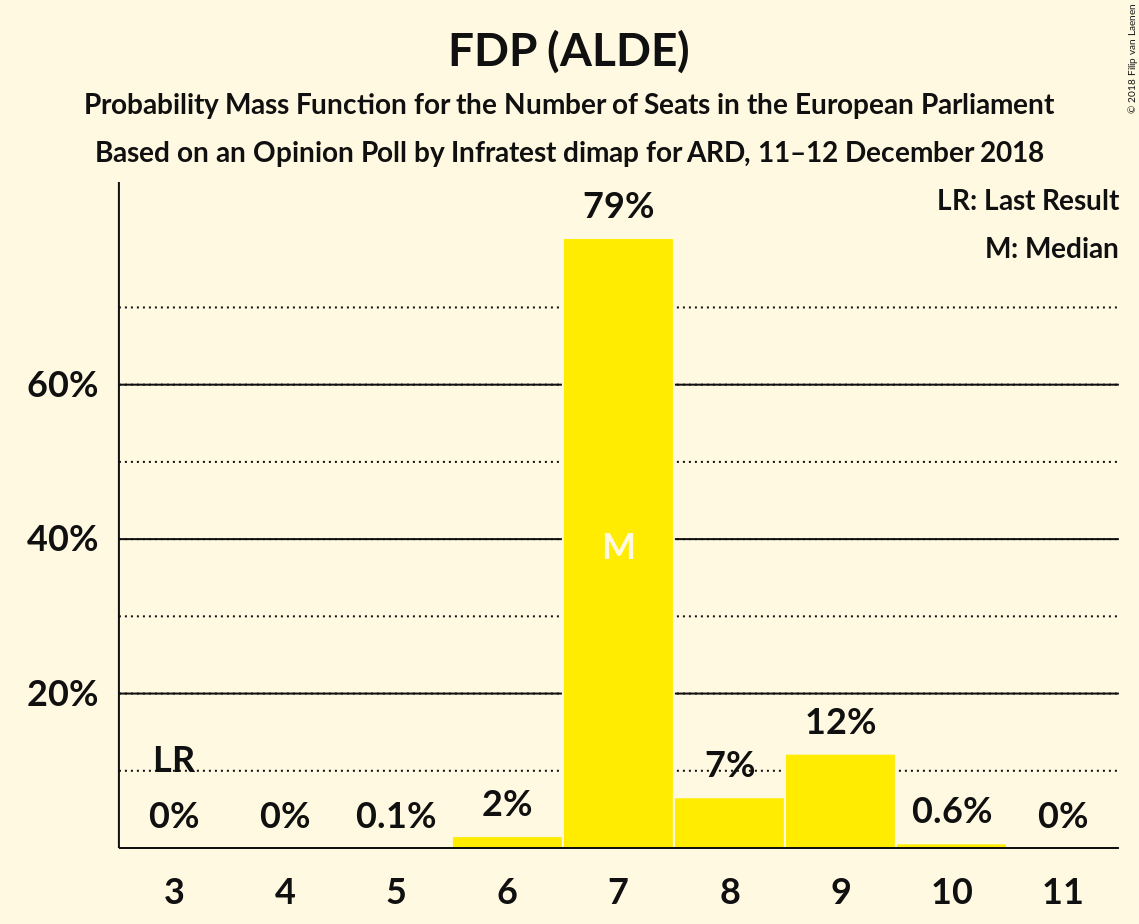 FDP (ALDE)
Probability Mass Function for the Number of Seats in the European Parliament
Based on an Opinion Poll by Infratest dimap for ARD, 11–12 December 2018
© 2018 Filip van Laenen
LR: Last Result
M: Median
79%
60%
40%
20%
M
LR
0%
0%
0.1%
2%
7%
12%
0.6%
0%
3 4 5 6 7 8 9 10 11